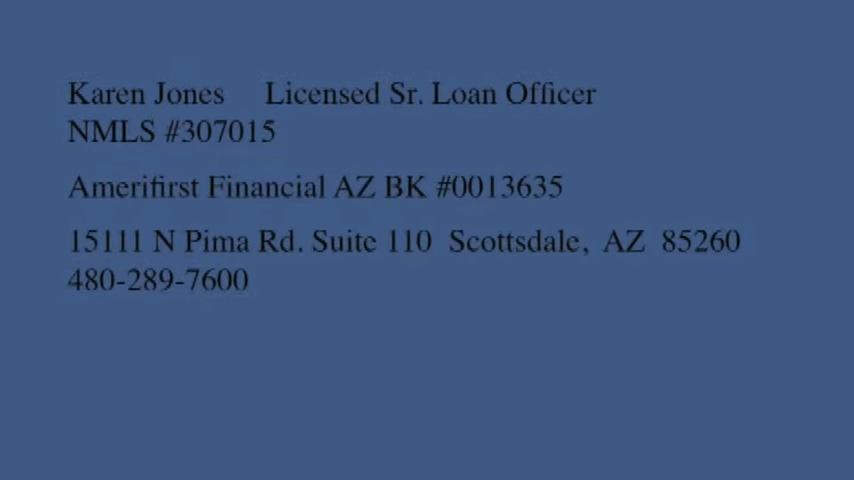 Karen Jones Licensed Sr. Loan Officer
NMLS #307015
Amerifirst Financial AZ BK #0013635
15111 N Pima Rd. Suite 110 Scottsdale, AZ 85260
480-289-7600